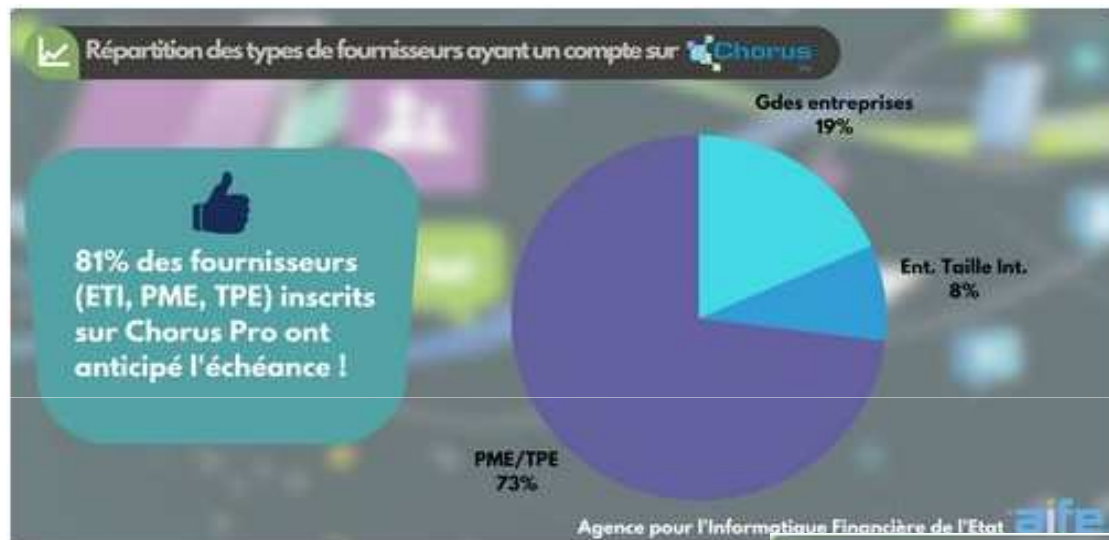 Répartition des types de fournisseurs ayant un compte sur Chorus
Gdes entreprises
19%
81% des fournisseurs
(ETI, PME, TPE) inscrits
sur Chorus Pro ont
anticipé l'échéance !
Ent. Taille Int.
8%
PME/TPE
73%
Agence pour l'Informatique Financière de l'Etat aife